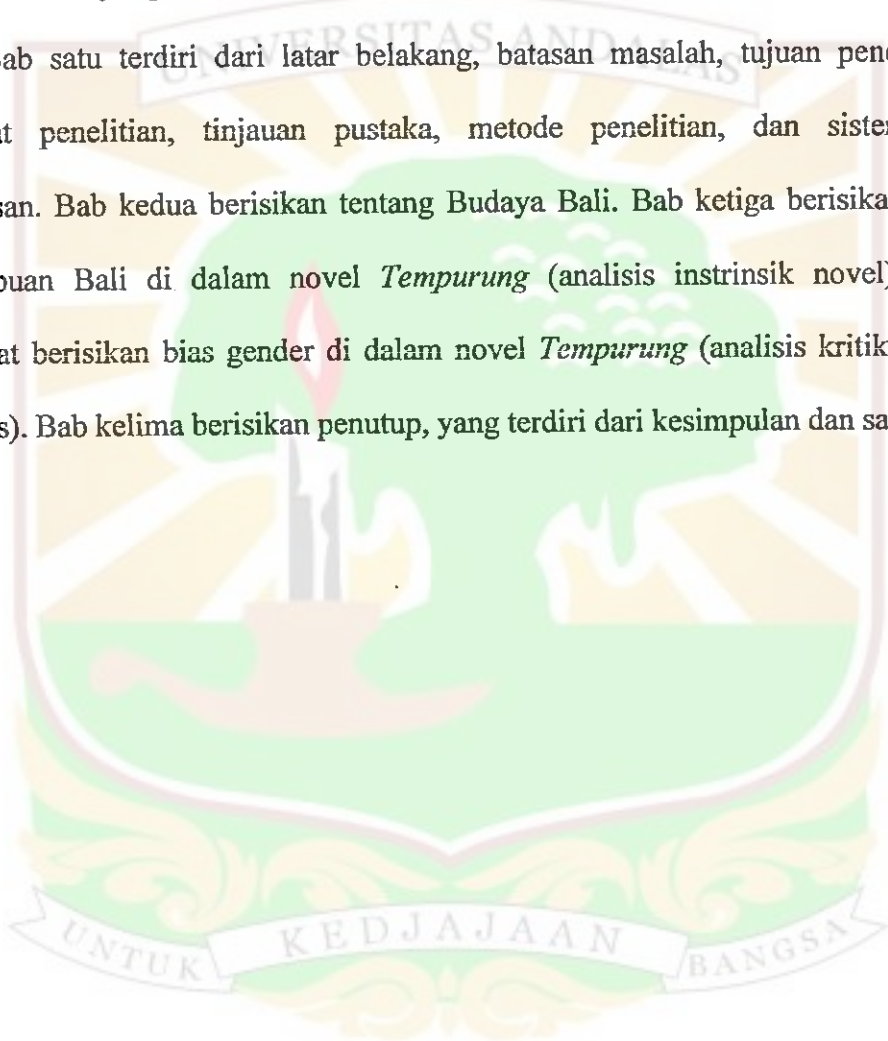 UNIVERSITAS ANDALAS
ab satu terdiri dari latar belakang, batasan masalah, tujuan pene
t penelitian, tinjauan pustaka, metode penelitian, dan sister
san. Bab kedua berisikan tentang Budaya Bali. Bab ketiga berisika
puan Bali di dalam novel Tempurung (analisis instrinsik novel)
at berisikan bias gender di dalam novel Tempurung (analisis kritik
s). Bab kelima berisikan penutup, yang terdiri dari kesimpulan dan sa
UNTUK KEDJAJAAN BANGSA